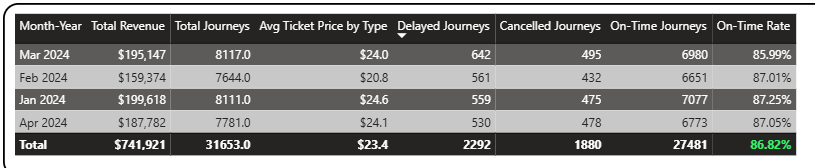 Month-Year Total Revenue Total Journeys Avg Ticket Price by Type Delayed Journeys Cancelled Journeys On-Time Journeys On-Time Rate
Mar 2024 $195,147 8117.0 $24.0 642 495 6980 85.99%
Feb 2024 $159,374 7644.0 $20.8 561 432 6651 87.01%
Jan 2024 $199,618 8111.0 $24.6 559 475 7077 87.25%
Apr 2024 $187,782 7781.0 $24.1 530 478 6773 87.05%
Total $741,921 31653.0 $23.4 2292 1880 27481 86.82%